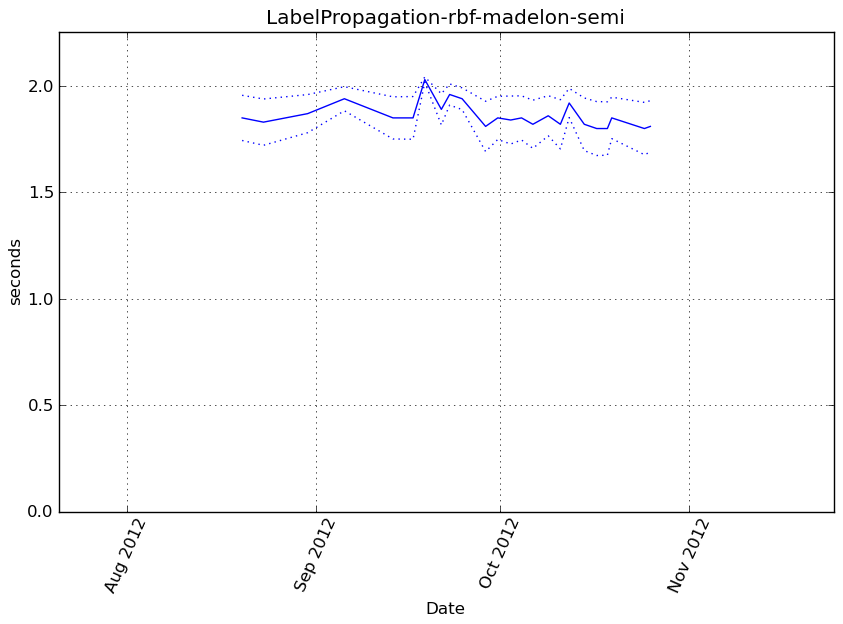 LabelPropagation-rbf-madelon-semi
2.0
1.5
1.0
0.5
0.0
seconds
Aug 2012
Sep 2012
Oct 2012
Nov 2012
Date